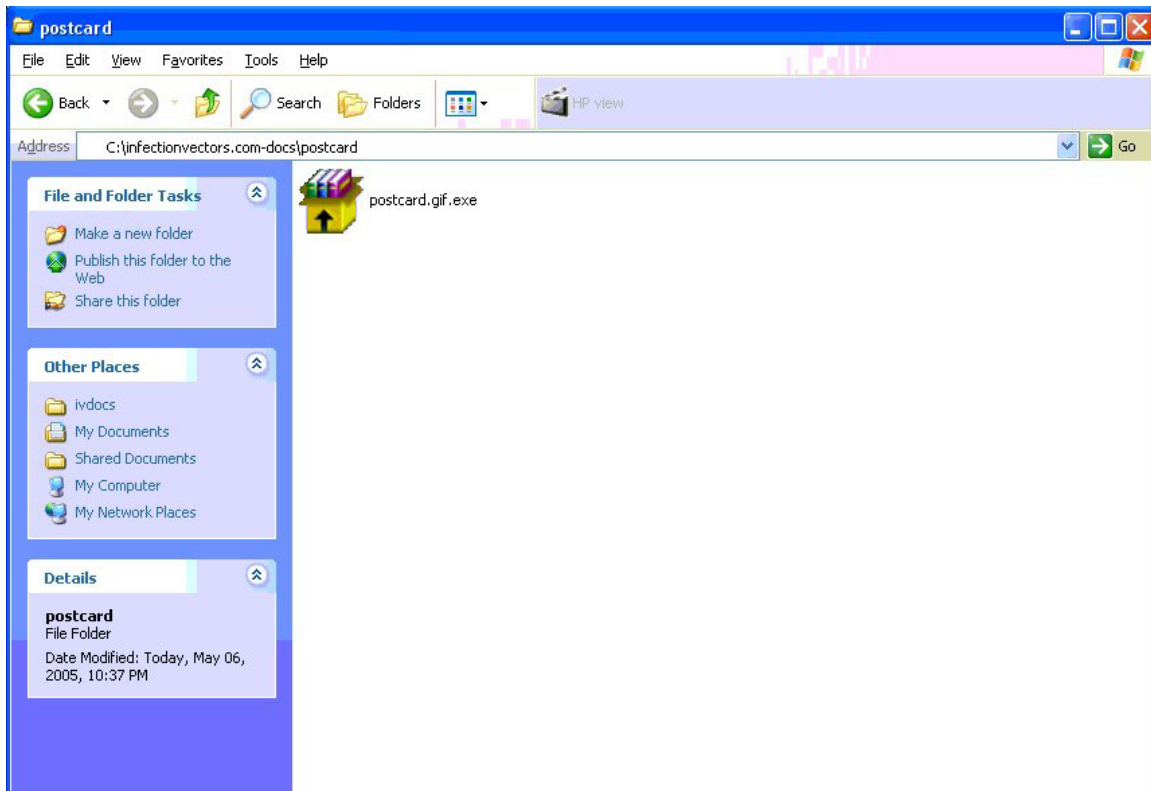 postcard
File Edit View Favorites Tools Help
Back Search Folders HP view
Address C:\infectionvectors.com-docs\postcard Go
File and Folder Tasks
postcard.gif.exe
Make a new folder
Publish this folder to the
Web
Share this folder
Other Places
ivdocs
My Documents
Shared Documents
My Computer
My Network Places
Details
postcard
File Folder
Date Modified: Today, May 06,
2005, 10:37 PM